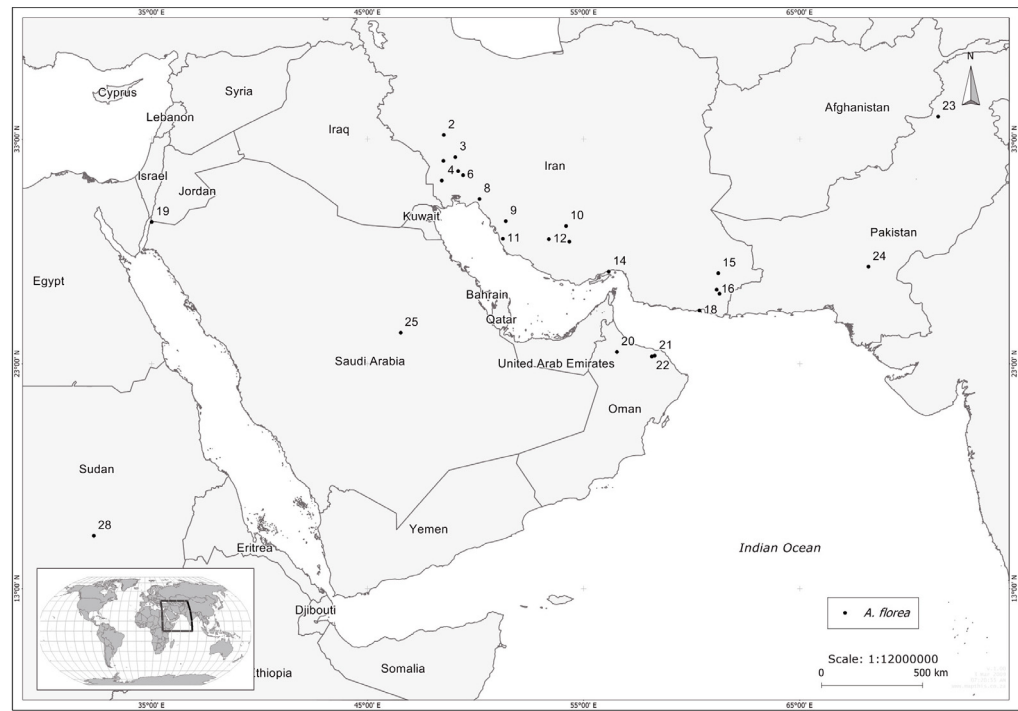 35°00' E 45°00' E 55°00' E 65°00' E
N
Cyprus
Syria
Lebanon
Afghanistan
23
Iraq
2
33°00' N
33°00' N
3
Iran
Israel
4
6
Jordan
8
Kuwait
19
9
10
11
12
Pakistan
24
14
15
Egypt
Bahrain
16
Qatar
18
25
Saudi Arabia
20
21
United Arab Emirates
22
23°00' N
23°00' N
Oman
Sudan
28
Yemen
Eritrea
Indian Ocean
13°00' N
13°00' N
Djibouti
A. florea
Somalia
Scale: 1:12000000
thiopia
0 500 km
35°00' E 45°00' E 55°00' E 65°00' E